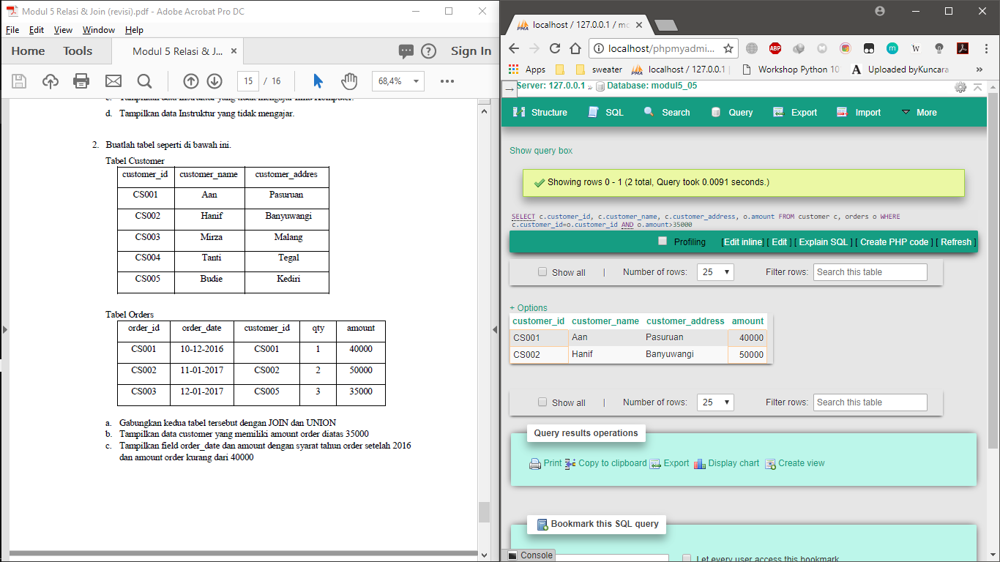 Modul 5 Relasi & Join (revisi).pdf - Adobe Acrobat Pro DC
File Edit View Window Help
Home Tools Modul 5 Relasi & J... × Sign In
15 / 16 68,4%
d. Tampilkan data Instruktur yang tidak mengajar.
2. Buatlah tabel seperti di bawah ini.
Tabel Customer
customer_id customer_name customer_addres
CS001 Aan Pasuruan
CS002 Hanif Banyuwangi
CS003 Mirza Malang
CS004 Tanti Tegal
CS005 Budie Kediri
Tabel Orders
order_id order_date customer_id qty amount
CS001 10-12-2016 CS001 1 40000
CS002 11-01-2017 CS002 2 50000
CS003 12-01-2017 CS005 3 35000
a. Gabungkan kedua tabel tersebut dengan JOIN dan UNION
b. Tampilkan data customer yang memiliki amount order diatas 35000
c. Tampilkan field order_date dan amount dengan syarat tahun order setelah 2016
dan amount order kurang dari 40000
PMA localhost / 127.0.0.1 / mo
localhost/phpmyadmi...
ABP m W
Apps sweater PMA localhost / 127.0.0.1 Workshop Python 10 A Uploaded byKuncara »
Server: 127.0.0.1 » Database: modul5_05
Structure SQL Search Query Export Import More
Show query box
Showing rows 0 - 1 (2 total, Query took 0.0091 seconds.)
SELECT c.customer_id, c.customer_name, c.customer_address, o.amount FROM customer c, orders o WHERE
c.customer_id=o.customer_id AND o.amount>35000
Profiling [Edit inline] [ Edit ] [ Explain SQL ] [ Create PHP code ] [ Refresh ]
Show all | Number of rows: 25 Filter rows: Search this table
+ Options
customer_id customer_name customer_address amount
CS001 Aan Pasuruan 40000
CS002 Hanif Banyuwangi 50000
Show all | Number of rows: 25 Filter rows: Search this table
Query results operations
Print Copy to clipboard Export Display chart Create view
Bookmark this SQL query
Console
Let every user access this bookmark